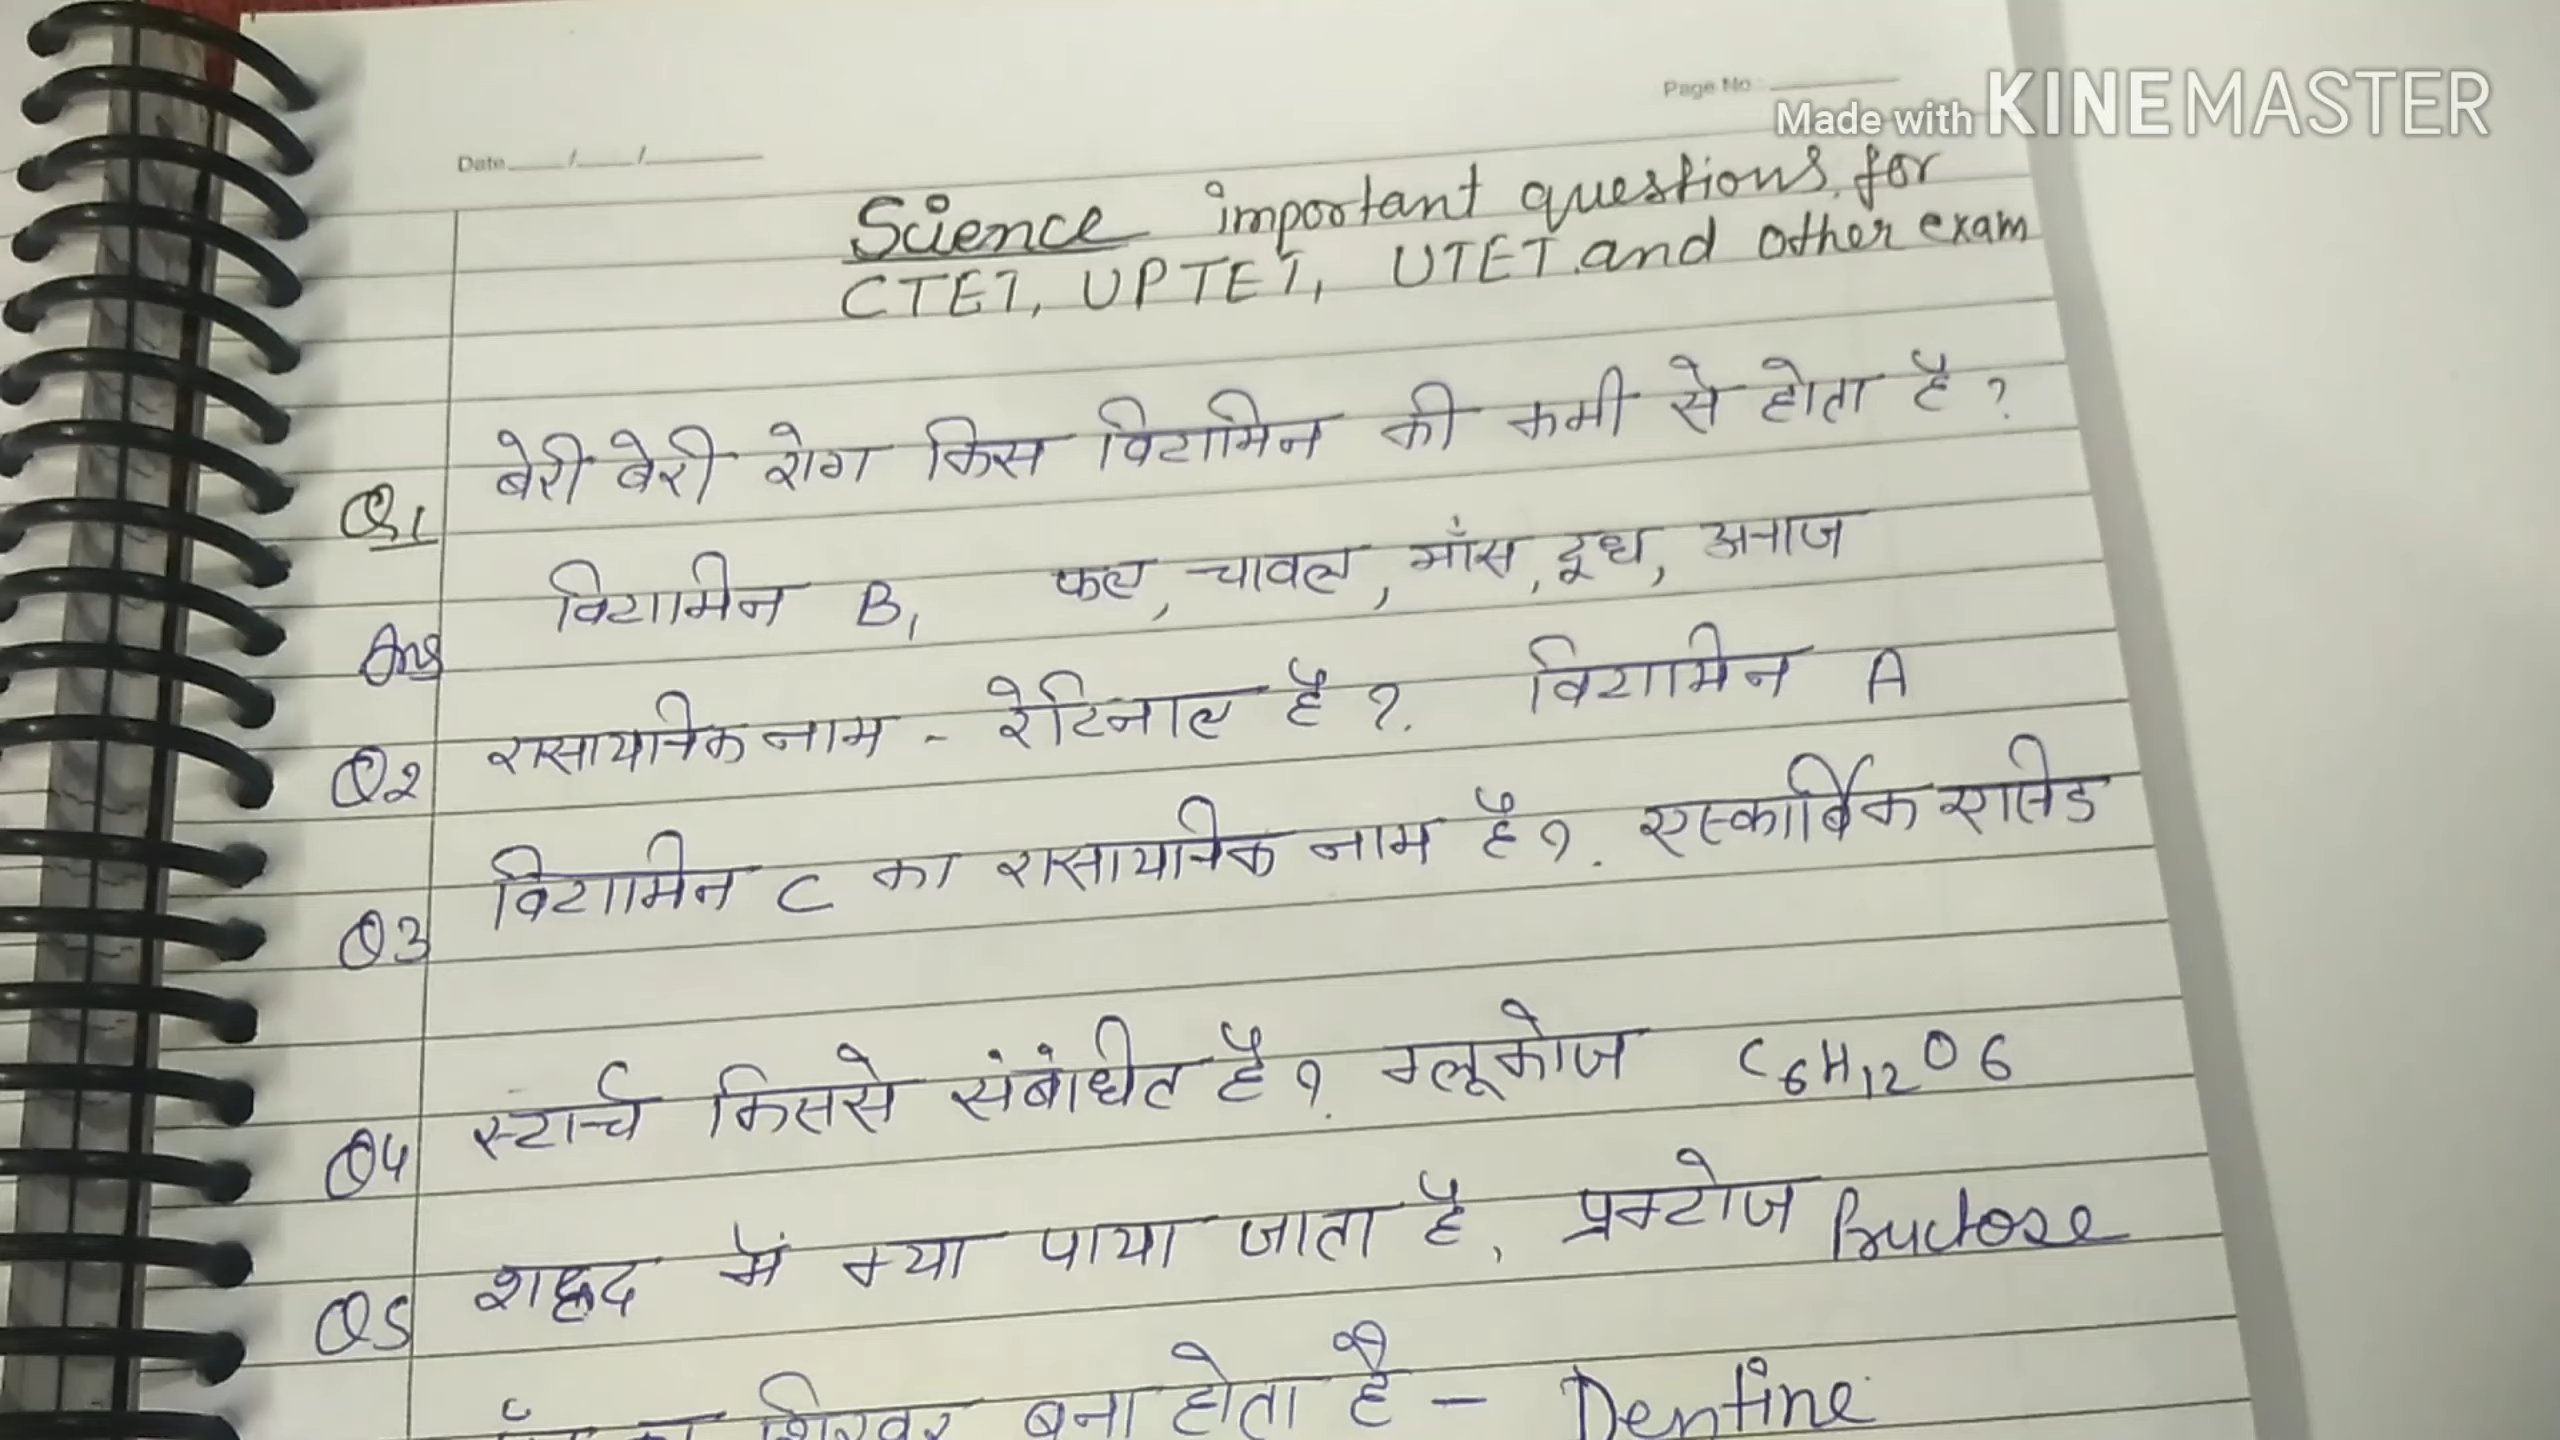 Page No :
Made with KINEMASTER
Date / /
Science important questions for
CTET, UPTET, UTET and other exam
Q1 बेरी बेरी रोग किस विटामिन की कमी से होता है ?
Ans विटामिन B1 फल, चावल, माँस, दूध, अनाज
Q2 रासायनिक नाम - रेटिनाल है ?. विटामिन A
Q3 विटामिन C का रासायनिक नाम है ?. एस्कार्बिक एसिड
Q4 स्टार्च किससे संबंधित है ?. ग्लूकोज C6H12O6
Q5 शहद में क्या पाया जाता है, फ्रक्टोज fructose
का शिखर बना होता है - Dentine